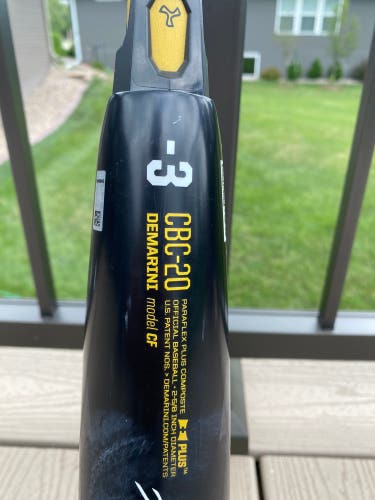 -3
CBC-20
DEMARINI model CF
PARAFLEX PLUS COMPOSITE
PLUS™
OFFICIAL BASEBALL • 2-5/8 INCH DIAMETER
U.S. PATENT NOS. > DEMARINI.COM/PATENTS